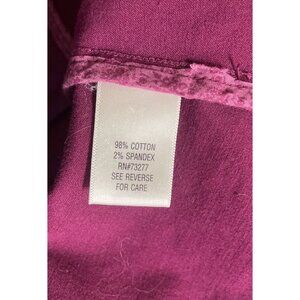 98% COTTON
2% SPANDEX
RN#73277
SEE REVERSE
FOR CARE